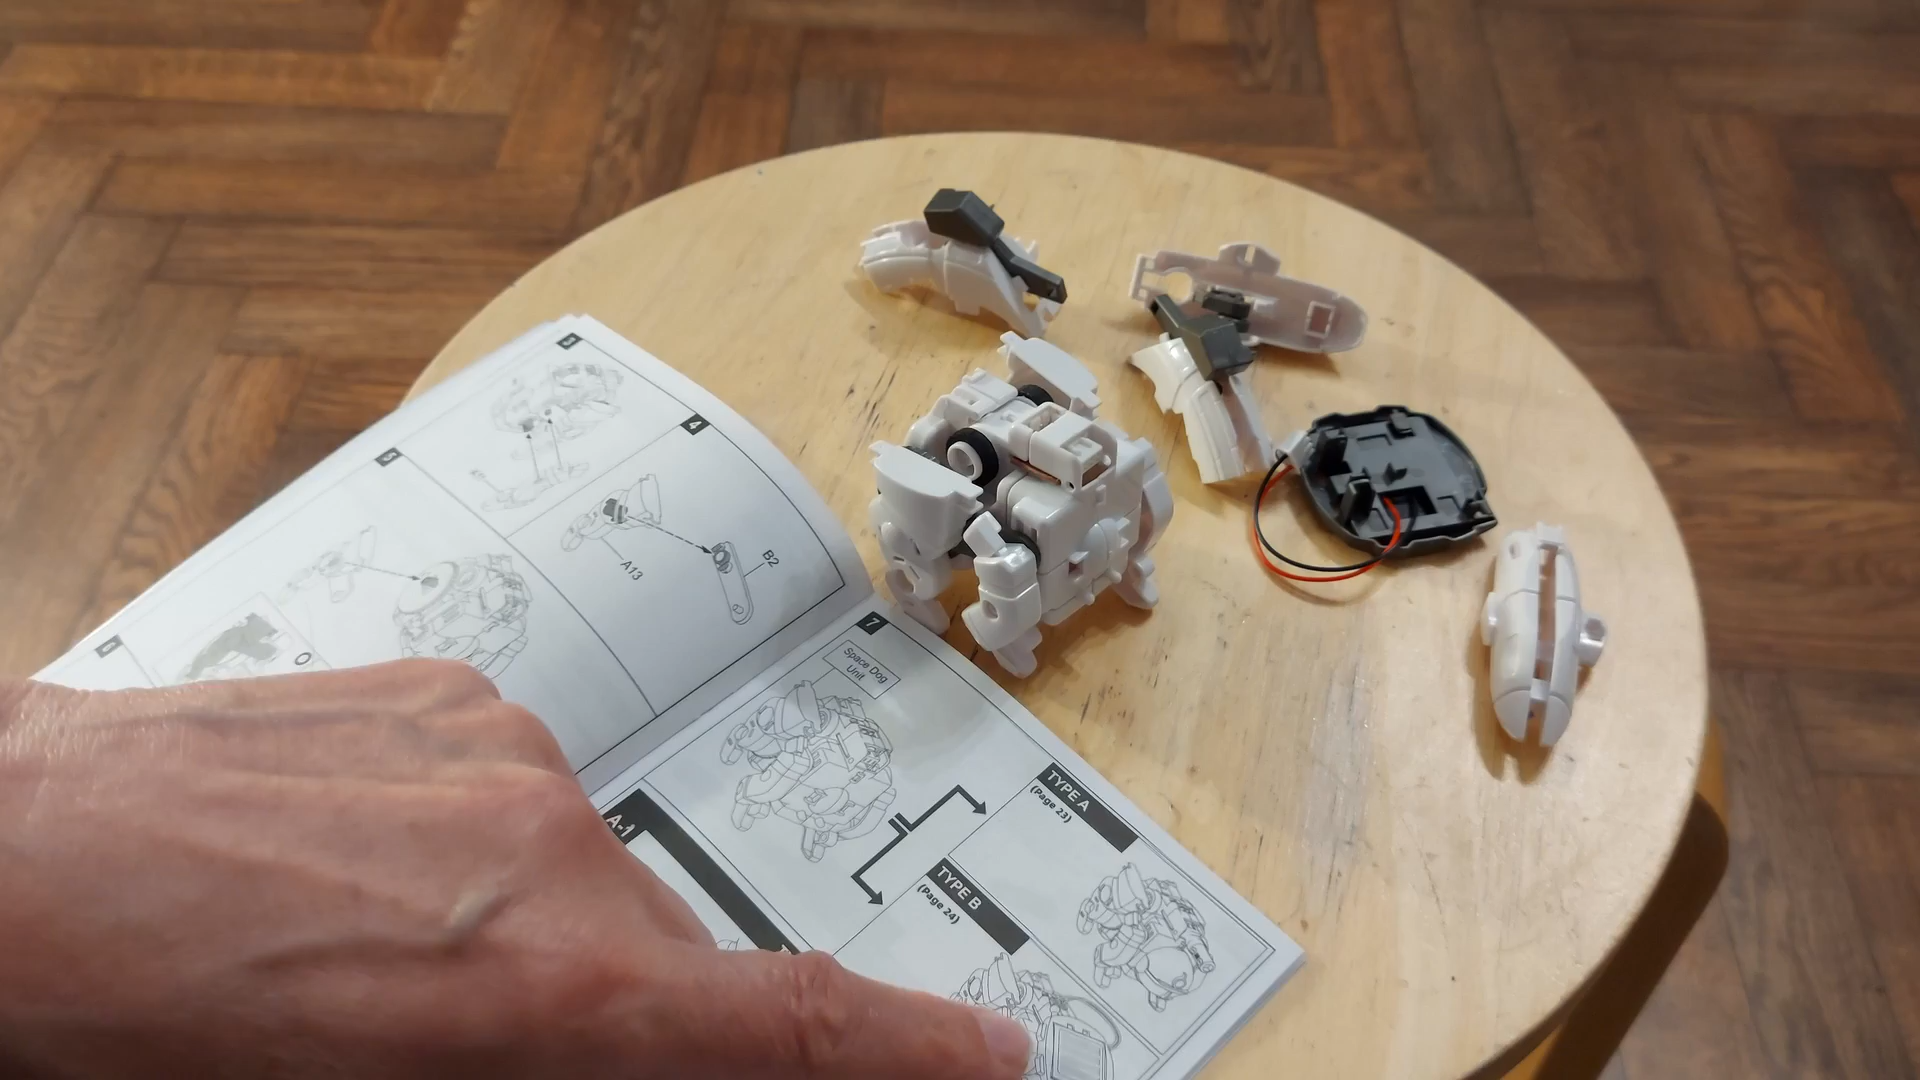 3
4
5
A13
B2
6
7
Space Dog
Unit
TYPE A
(Page 23)
TYPE B
(Page 24)
A-1